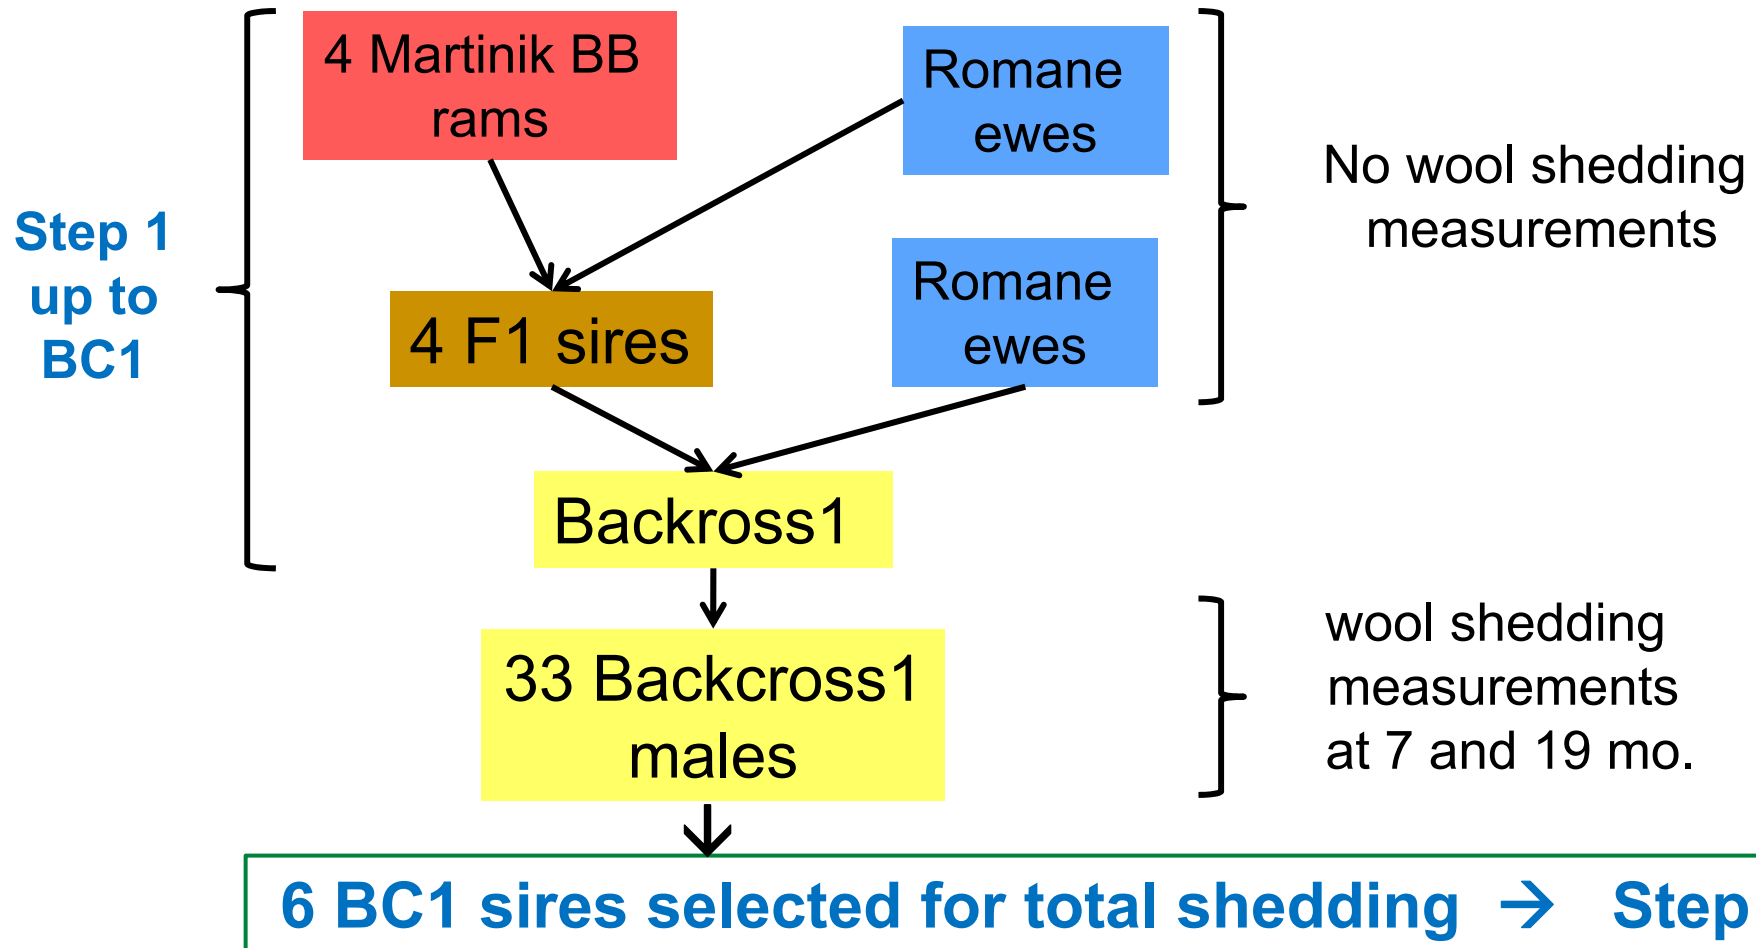 4 Martinik BB
rams
Romane
ewes
No wool shedding
measurements
Step 1
up to
BC1
Romane
ewes
4 F1 sires
Backross1
33 Backcross1
males
wool shedding
measurements
at 7 and 19 mo.
6 BC1 sires selected for total shedding → Step